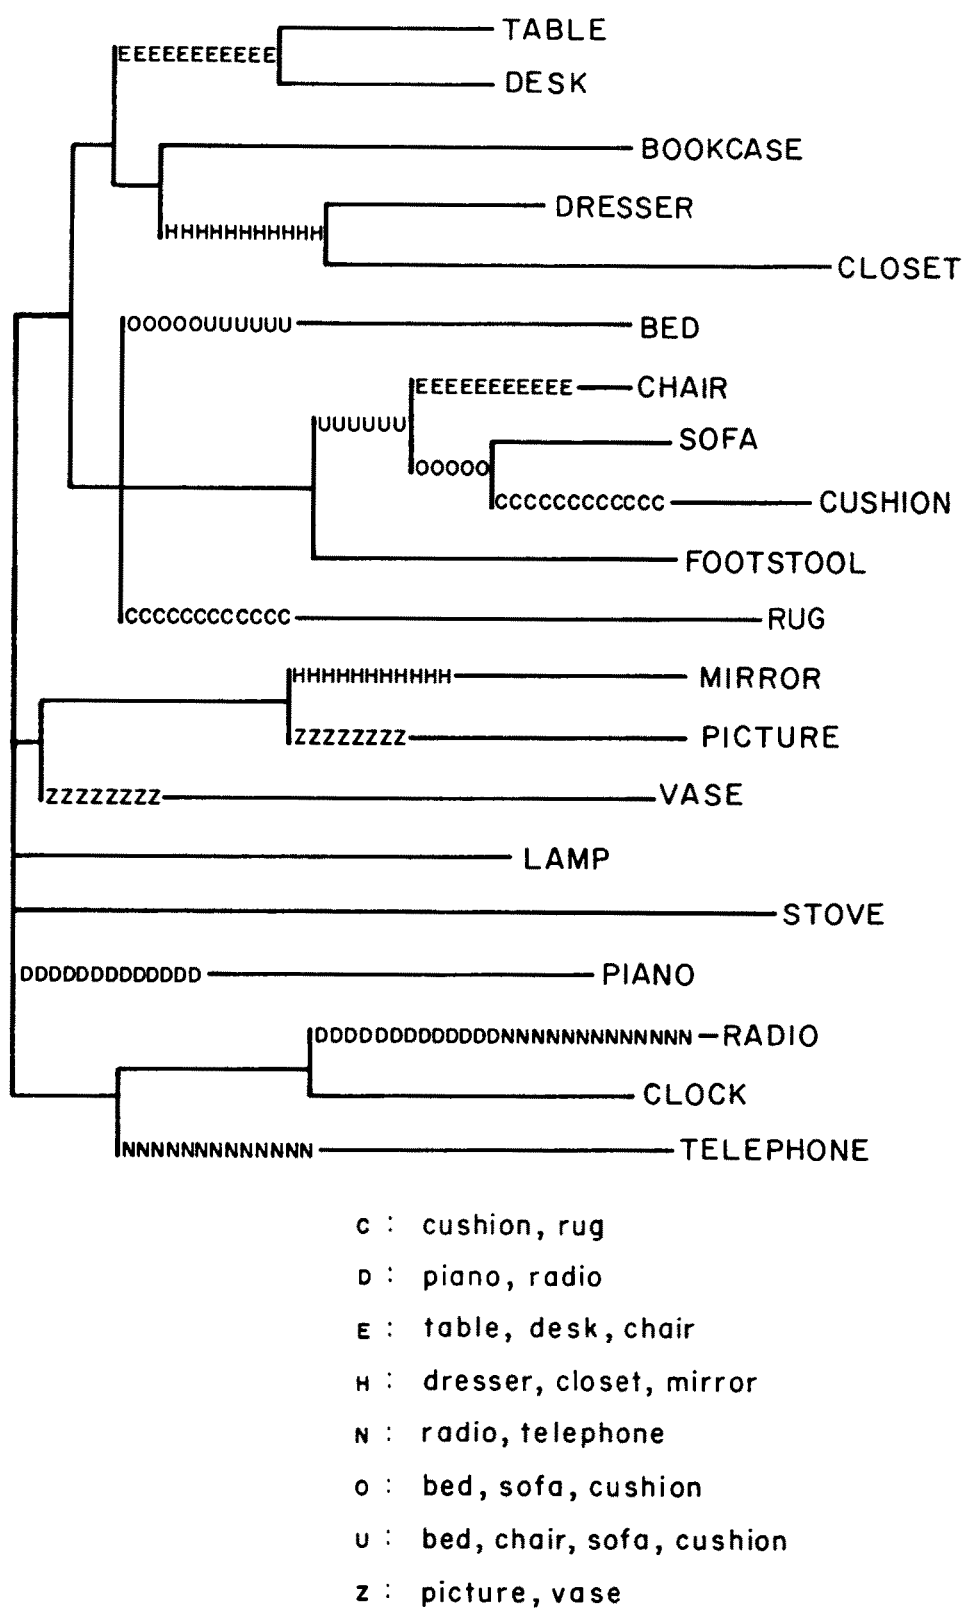 EEEEEEEEEEE TABLE
DESK
BOOKCASE
HHHHHHHHHHH DRESSER
CLOSET
OOOOOUUUUUU BED
UUUUUU EEEEEEEEEEE CHAIR
OOOOO SOFA
CCCCCCCCCCCC CUSHION
FOOTSTOOL
CCCCCCCCCCCC RUG
HHHHHHHHHHH MIRROR
ZZZZZZZZ PICTURE
ZZZZZZZZ VASE
LAMP
STOVE
DDDDDDDDDDDDD PIANO
DDDDDDDDDDDDDNNNNNNNNNNNNN RADIO
CLOCK
NNNNNNNNNNNNN TELEPHONE
C : cushion, rug
D : piano, radio
E : table, desk, chair
H : dresser, closet, mirror
N : radio, telephone
O : bed, sofa, cushion
U : bed, chair, sofa, cushion
Z : picture, vase